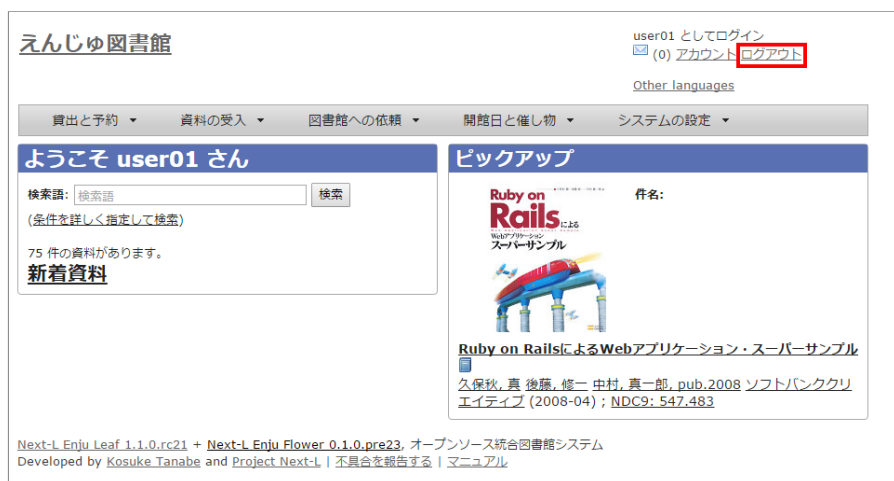 えんじゅ図書館
user01 としてログイン
(0) アカウント ログアウト
Other languages
貸出と予約 ▼ 資料の受入 ▼ 図書館への依頼 ▼ 開館日と催し物 ▼ システムの設定 ▼
ようこそ user01 さん
検索語: 検索語 検索
(条件を詳しく指定して検索)
75 件の資料があります。
新着資料
ピックアップ
Ruby on
Railsによる
Webアプリケーション
スーパーサンプル
件名:
Ruby on RailsによるWebアプリケーション・スーパーサンプル
久保秋, 真 後藤, 修一 中村, 真一郎, pub.2008 ソフトバンククリ
エイティブ (2008-04) ; NDC9: 547.483
Next-L Enju Leaf 1.1.0.rc21 + Next-L Enju Flower 0.1.0.pre23, オープンソース統合図書館システム
Developed by Kosuke Tanabe and Project Next-L | 不具合を報告する | マニュアル